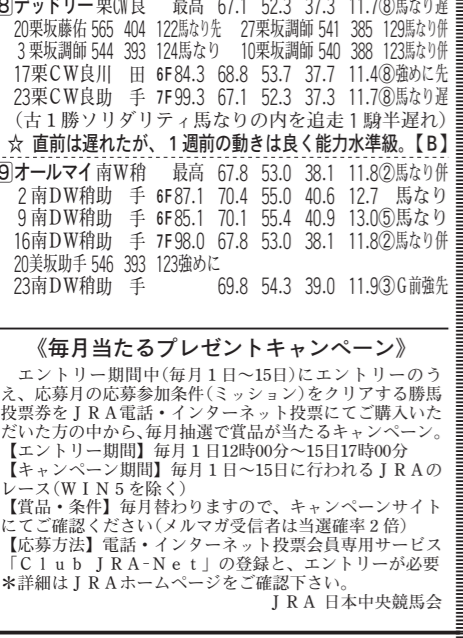 8デッドリー栗CW良 最高 67.1 52.3 37.3 11.7⑧馬なり遅
20栗坂藤佑 565 404 122馬なり先 27栗坂調師 541 385 129馬なり併
3栗坂調師 544 393 124馬なり 10栗坂調師 540 388 123馬なり併
17栗CW良川 田 6F84.3 68.8 53.7 37.7 11.4⑧強めに先
23栗CW良助 手 7F99.3 67.1 52.3 37.3 11.7⑧馬なり遅
(古1勝ソリダリティ馬なりの内を追走1馬身半遅れ)
☆ 直前は遅れたが、1週前の動きは良く能力水準級。【B】
9オールマイ南W稍 最高 67.8 53.0 38.1 11.8②馬なり併
2南DW稍助 手 6F87.1 70.4 55.0 40.6 12.7 馬なり
9南DW稍助 手 6F85.1 70.1 55.4 40.9 13.0⑤馬なり
16南DW稍助 手 7F98.0 67.8 53.0 38.1 11.8②馬なり併
20美坂助手 546 393 123強めに
23南DW稍助 手 69.8 54.3 39.0 11.9③G前強先
《毎月当たるプレゼントキャンペーン》
エントリー期間中(毎月1日~15日)にエントリーのう
え、応募月の応募参加条件(ミッション)をクリアする勝馬
投票券をJRA電話・インターネット投票にてご購入いた
だいた方の中から、毎月抽選で賞品が当たるキャンペーン。
【エントリー期間】毎月1日12時00分~15日17時00分
【キャンペーン期間】毎月1日~15日に行われるJRAの
レース(WIN5を除く)
【賞品・条件】毎月替わりますので、キャンペーンサイト
にてご確認ください(メルマガ受信者は当選確率2倍)
【応募方法】電話・インターネット投票会員専用サービス
「Club JRA-Net」の登録と、エントリーが必要
*詳細はJRAホームページをご確認下さい。
JRA 日本中央競馬会